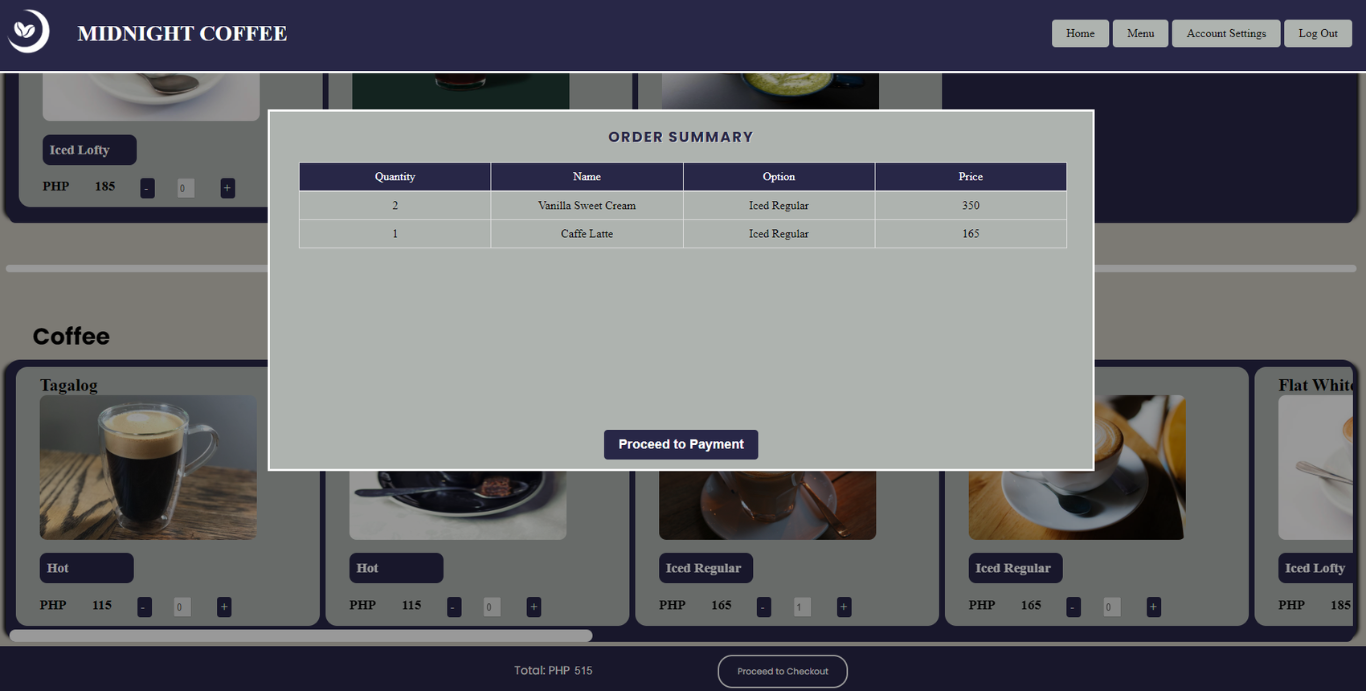 MIDNIGHT COFFEE
Home Menu Account Settings Log Out
Iced Lofty
PHP 185 - 0 +
ORDER SUMMARY
Quantity Name Option Price
2 Vanilla Sweet Cream Iced Regular 350
1 Caffe Latte Iced Regular 165
Proceed to Payment
Coffee
Tagalog
Flat White
Hot
Hot
Iced Regular
Iced Regular
Iced Lofty
PHP 115 - 0 +
PHP 115 - 0 +
PHP 165 - 1 +
PHP 165 - 0 +
PHP 185
Total: PHP 515
Proceed to Checkout